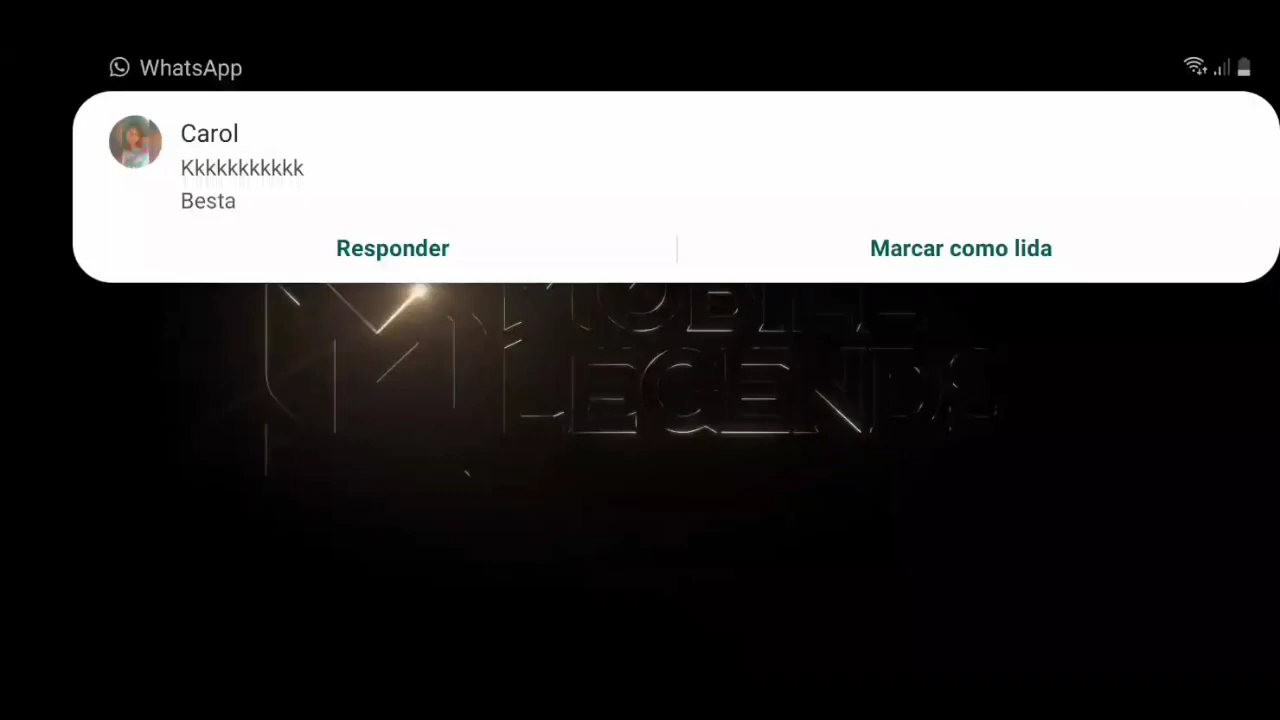 WhatsApp
Carol
Kkkkkkkkkkk
Besta
Responder
Marcar como lida
MOBILE
LEGENDS